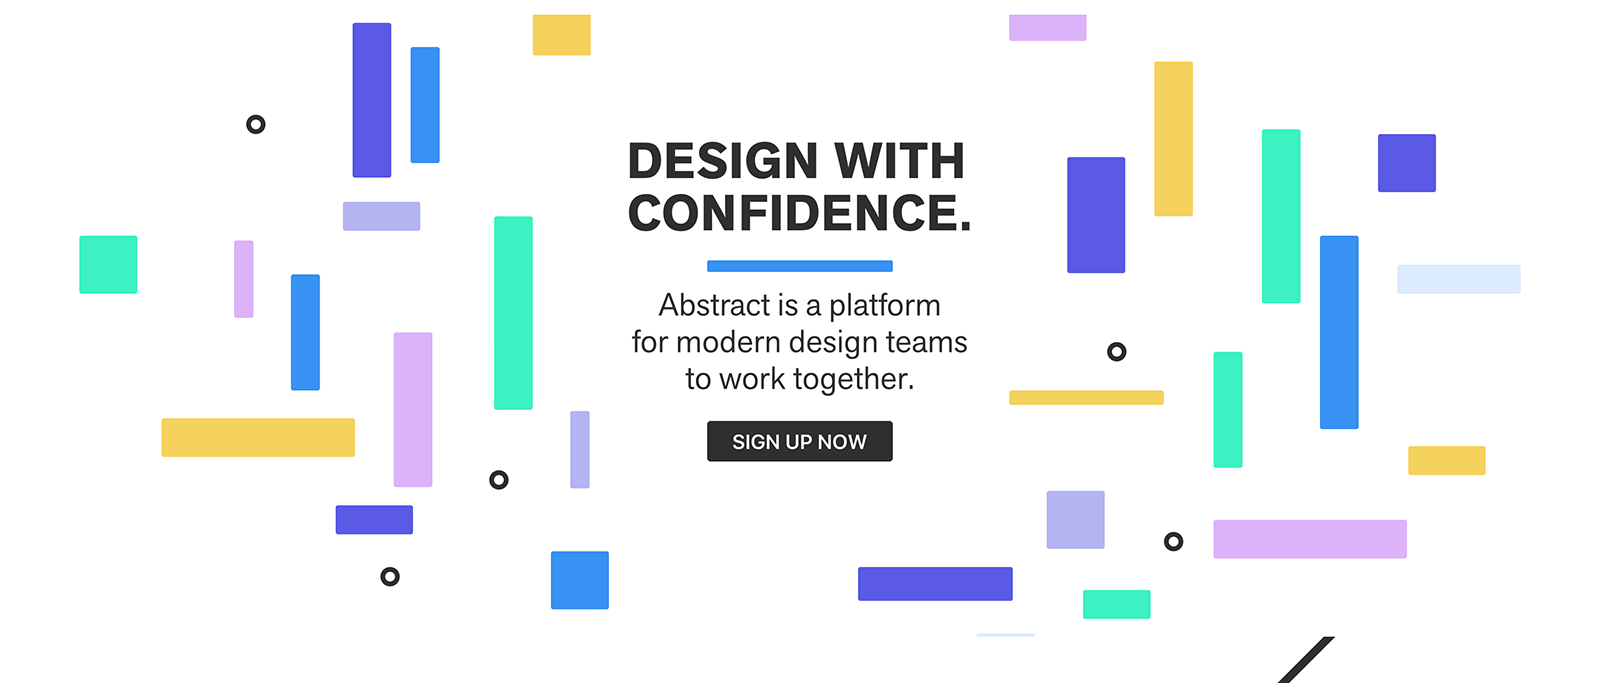 DESIGN WITH
CONFIDENCE.
Abstract is a platform
for modern design teams
to work together.
SIGN UP NOW